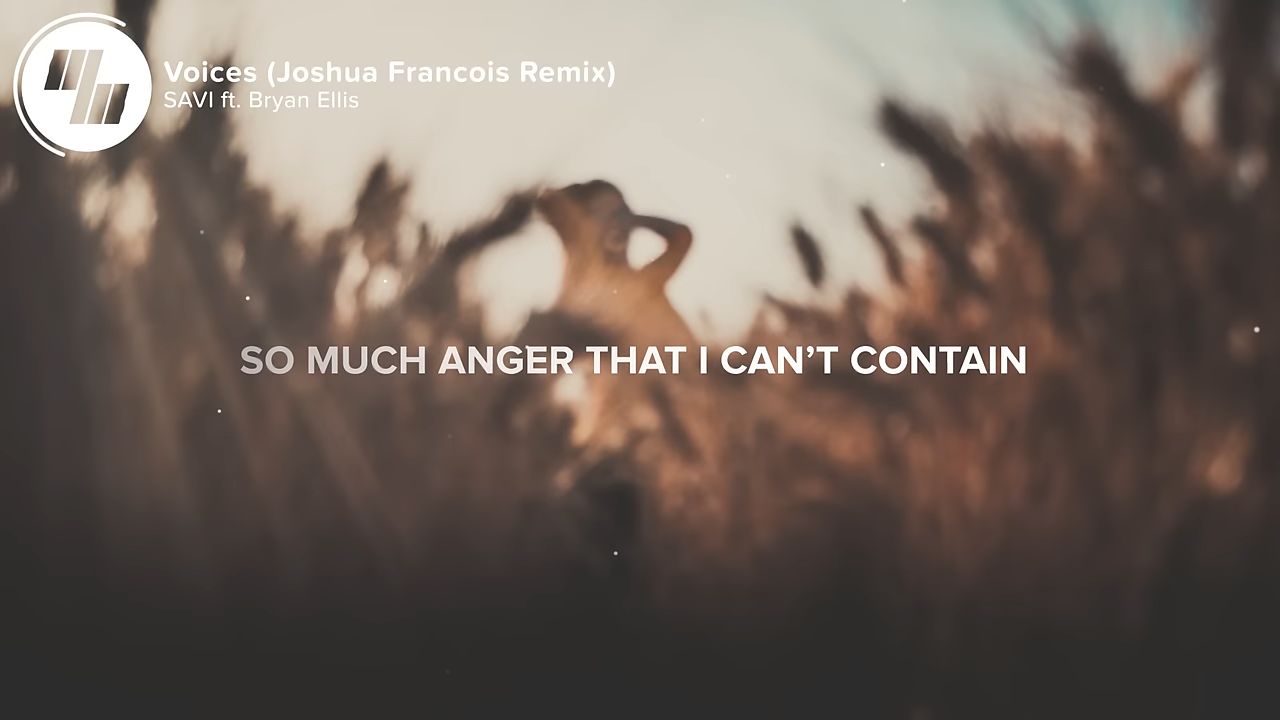 Voices (Joshua Francois Remix)
SAVI ft. Bryan Ellis
SO MUCH ANGER THAT I CAN’T CONTAIN